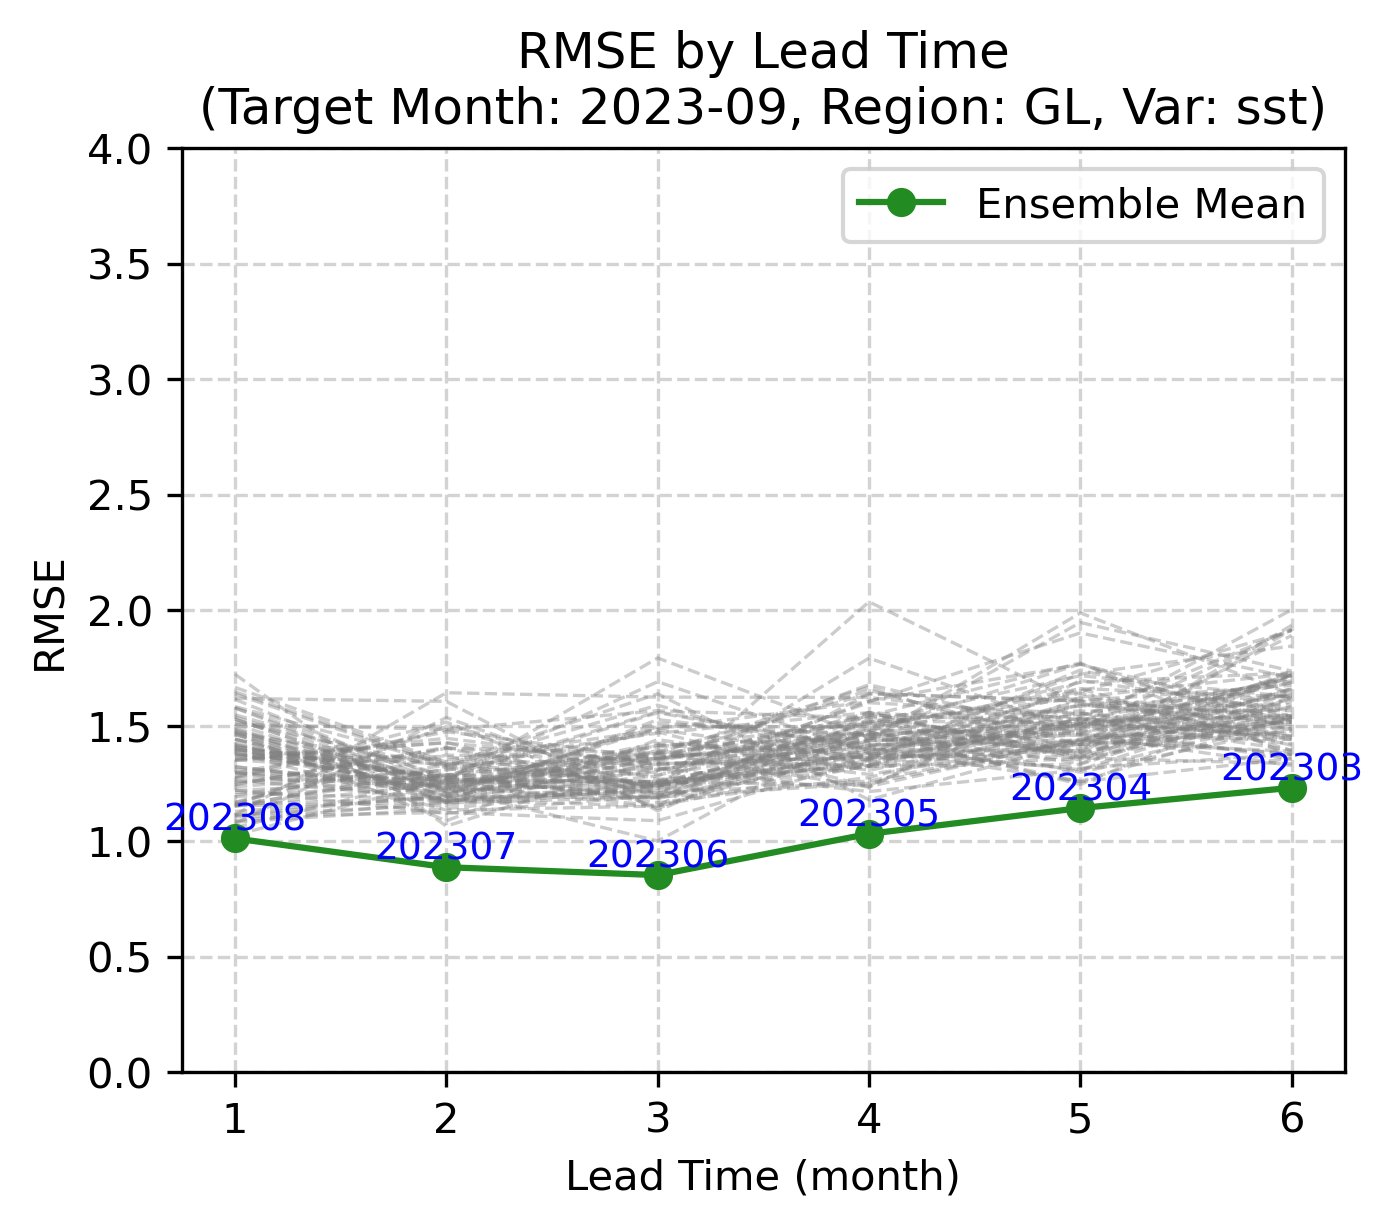 RMSE by Lead Time
(Target Month: 2023-09, Region: GL, Var: sst)
Ensemble Mean
RMSE
4.0
3.5
3.0
2.5
2.0
1.5
1.0
0.5
0.0
202308
202307
202306
202305
202304
202303
1 2 3 4 5 6
Lead Time (month)